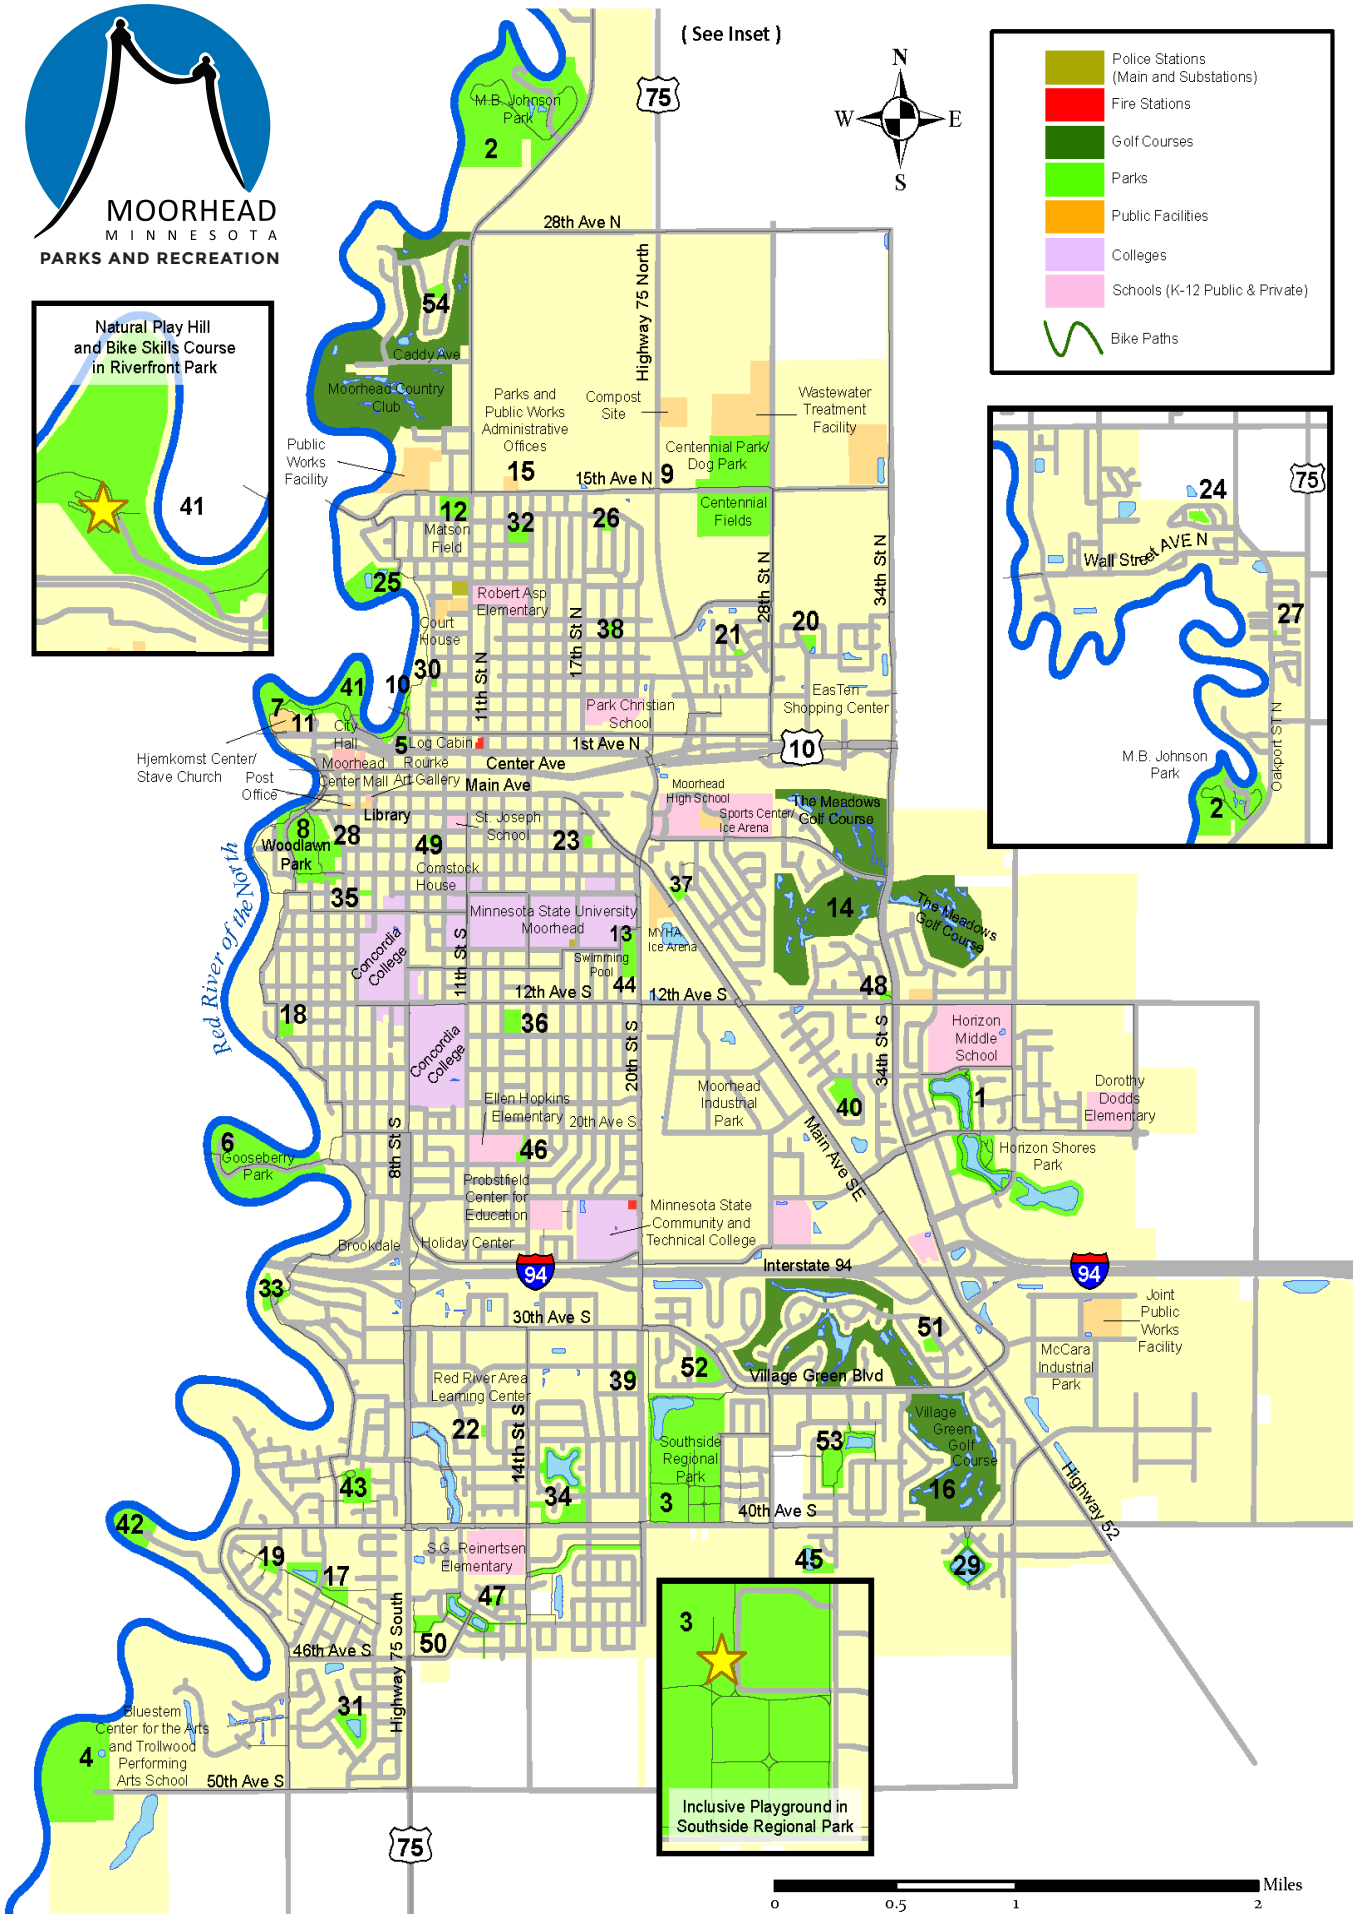 ( See Inset )
N
W
E
S
75
MOORHEAD
MINNESOTA
PARKS AND RECREATION
Police Stations
(Main and Substations)
Fire Stations
Golf Courses
Parks
Public Facilities
Colleges
Schools (K-12 Public & Private)
Bike Paths
M.B. Johnson
Park
2
28th Ave N
Highway 75 North
54
Caddy Ave
Moorhead Country
Club
Natural Play Hill
and Bike Skills Course
in Riverfront Park
41
Public
Works
Facility
Parks and
Public Works
Administrative
Offices
15
Compost
Site
Wastewater
Treatment
Facility
Centennial Park/
Dog Park
15th Ave N
9
Centennial
Fields
12
Matson
Field
32
26
25
Robert Asp
Elementary
Court
House
38
17th St N
11th St N
28th St N
34th St N
21
20
30
10
41
7
11
City
Hall
5
Log Cabin
Park Christian
School
EasTen
Shopping Center
1st Ave N
10
Hjemkomst Center/
Stave Church
Post
Office
Moorhead
Center Mall
Rourke
Art Gallery
Center Ave
Main Ave
Library
24
75
Wall Street AVE N
27
Oakport ST N
M.B. Johnson
Park
2
Moorhead
High School
Sports Center/
Ice Arena
The Meadows
Golf Course
8
Woodlawn
Park
28
49
St. Joseph
School
23
Comstock
House
35
37
14
The Meadows
Golf Course
Red River of the North
Concordia
College
Minnesota State University
Moorhead
13
Swimming
Pool
44
MYHA
Ice Arena
48
11th St S
12th Ave S
12th Ave S
18
36
Concordia
College
20th St S
34th St S
Horizon
Middle
School
Moorhead
Industrial
Park
40
1
Dorothy
Dodds
Elementary
Ellen Hopkins
Elementary
20th Ave S
46
8th St S
6
Gooseberry
Park
Horizon Shores
Park
Main Ave SE
Probstfield
Center for
Education
Minnesota State
Community and
Technical College
Brookdale
Holiday Center
94
Interstate 94
94
33
30th Ave S
51
Joint
Public
Works
Facility
McCara
Industrial
Park
52
Village Green Blvd
39
Red River Area
Learning Center
22
14th St S
Southside
Regional
Park
3
53
Village
Green
Golf
Course
16
34
43
40th Ave S
Highway 52
42
19
17
S.G. Reinertsen
Elementary
47
45
29
50
46th Ave S
Highway 75 South
31
4
Bluestem
Center for the Arts
and Trollwood
Performing
Arts School
50th Ave S
75
3
Inclusive Playground in
Southside Regional Park
Miles
0
0.5
1
2